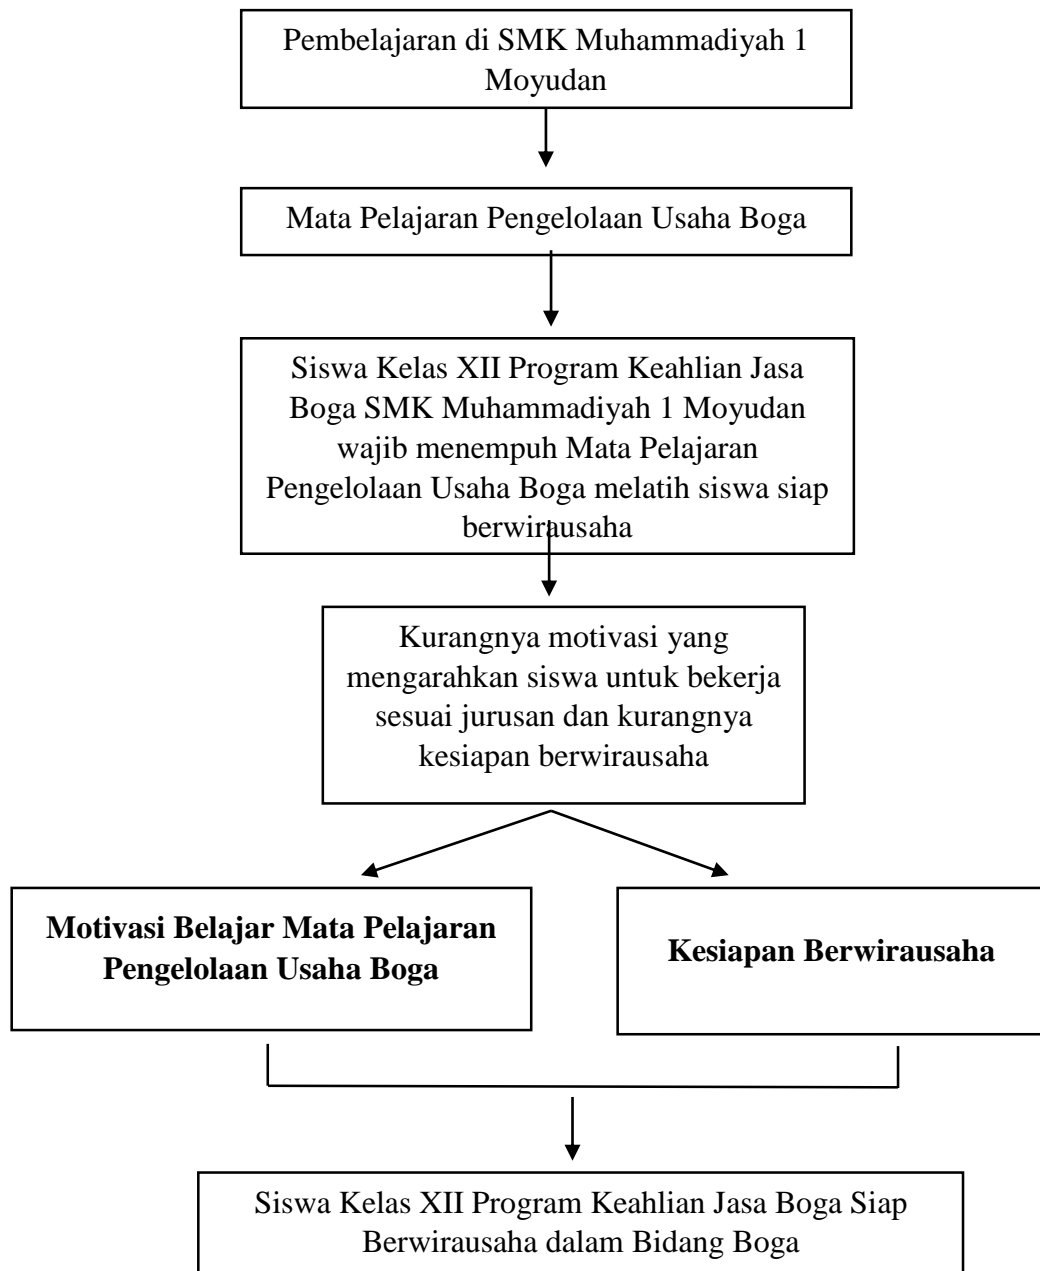 Pembelajaran di SMK Muhammadiyah 1
Moyudan
Mata Pelajaran Pengelolaan Usaha Boga
Siswa Kelas XII Program Keahlian Jasa
Boga SMK Muhammadiyah 1 Moyudan
wajib menempuh Mata Pelajaran
Pengelolaan Usaha Boga melatih siswa siap
berwirausaha
Kurangnya motivasi yang
mengarahkan siswa untuk bekerja
sesuai jurusan dan kurangnya
kesiapan berwirausaha
Motivasi Belajar Mata Pelajaran
Pengelolaan Usaha Boga
Kesiapan Berwirausaha
Siswa Kelas XII Program Keahlian Jasa Boga Siap
Berwirausaha dalam Bidang Boga